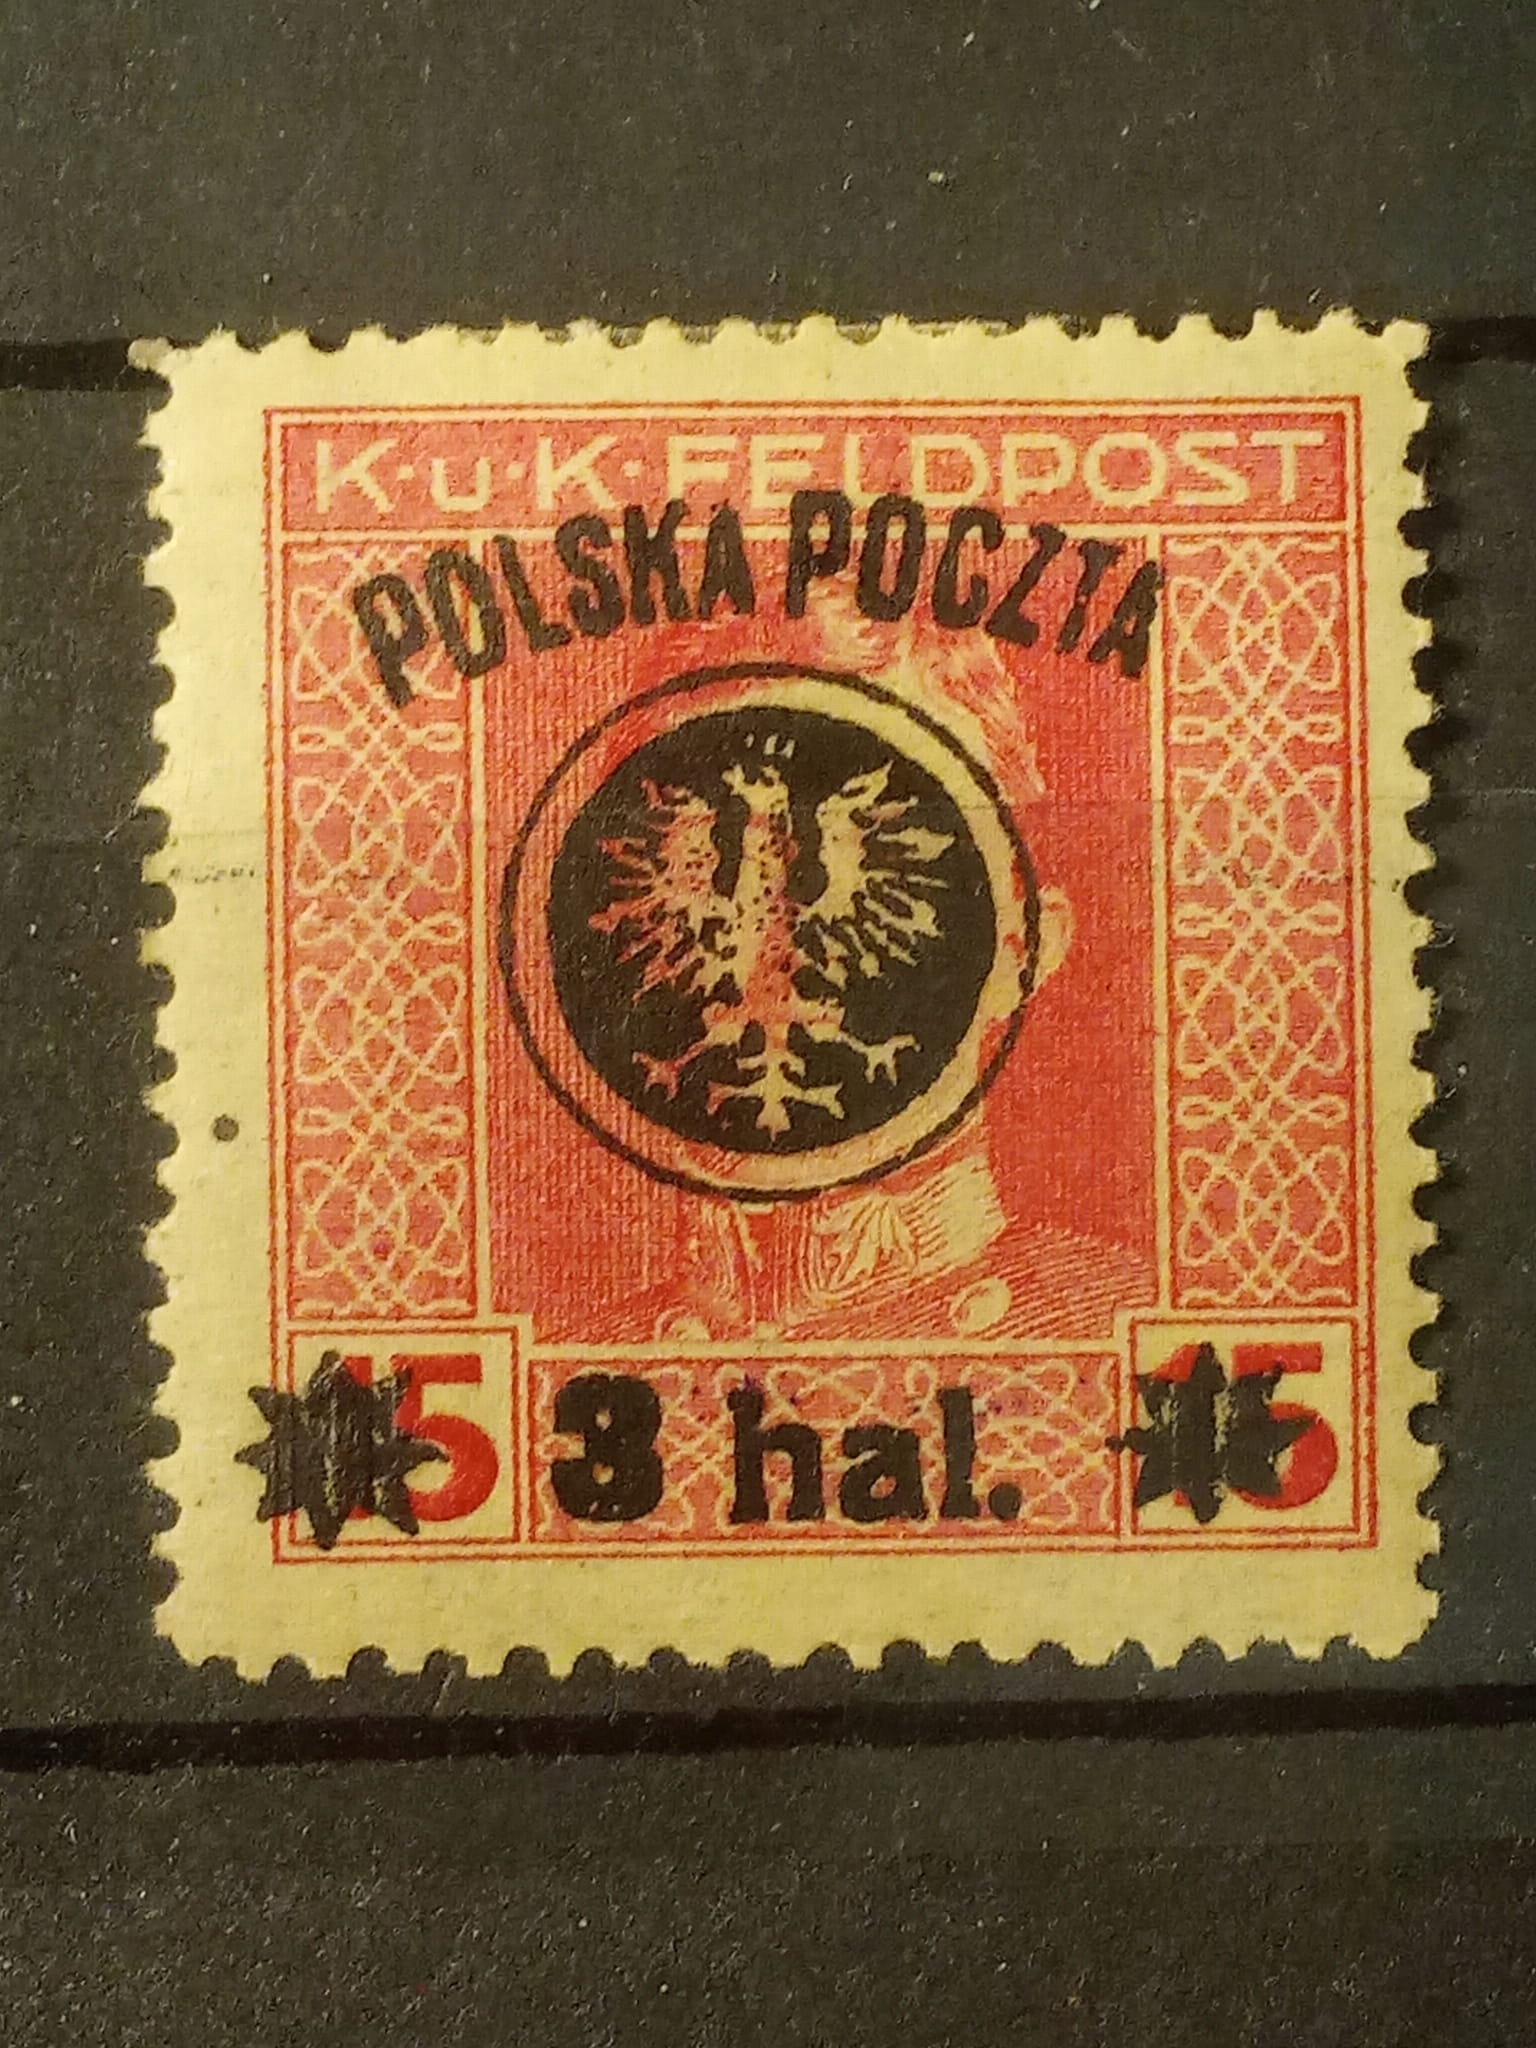 K·u·K·FELDPOST
POLSKA POCZTA
15 3 hal. 15